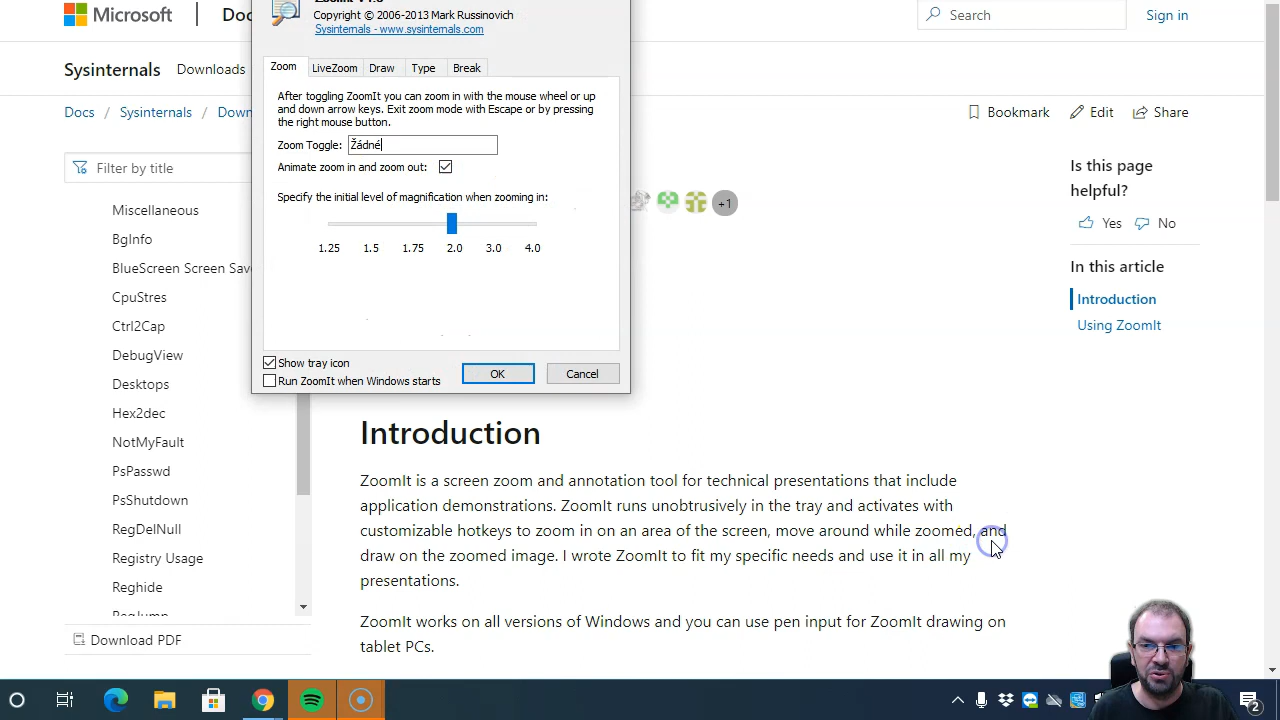 Microsoft
Copyright © 2006-2013 Mark Russinovich
Sysinternals - www.sysinternals.com
Search
Sign in
Sysinternals
Downloads
Zoom
LiveZoom
Draw
Type
Break
Docs
Sysinternals
Bookmark
Edit
Share
After toggling ZoomIt you can zoom in with the mouse wheel or up
and down arrow keys. Exit zoom mode with Escape or by pressing
the right mouse button.
Zoom Toggle: Žádné
Animate zoom in and zoom out:
Specify the initial level of magnification when zooming in:
1.25 1.5 1.75 2.0 3.0 4.0
Show tray icon
Run ZoomIt when Windows starts
OK
Cancel
Filter by title
Miscellaneous
BgInfo
BlueScreen Screen Sav
CpuStres
Ctrl2Cap
DebugView
Desktops
Hex2dec
NotMyFault
PsPasswd
PsShutdown
RegDelNull
Registry Usage
Reghide
RegJump
Download PDF
+1
Is this page
helpful?
Yes
No
In this article
Introduction
Using ZoomIt
Introduction
ZoomIt is a screen zoom and annotation tool for technical presentations that include
application demonstrations. ZoomIt runs unobtrusively in the tray and activates with
customizable hotkeys to zoom in on an area of the screen, move around while zoomed, and
draw on the zoomed image. I wrote ZoomIt to fit my specific needs and use it in all my
presentations.
ZoomIt works on all versions of Windows and you can use pen input for ZoomIt drawing on
tablet PCs.
2